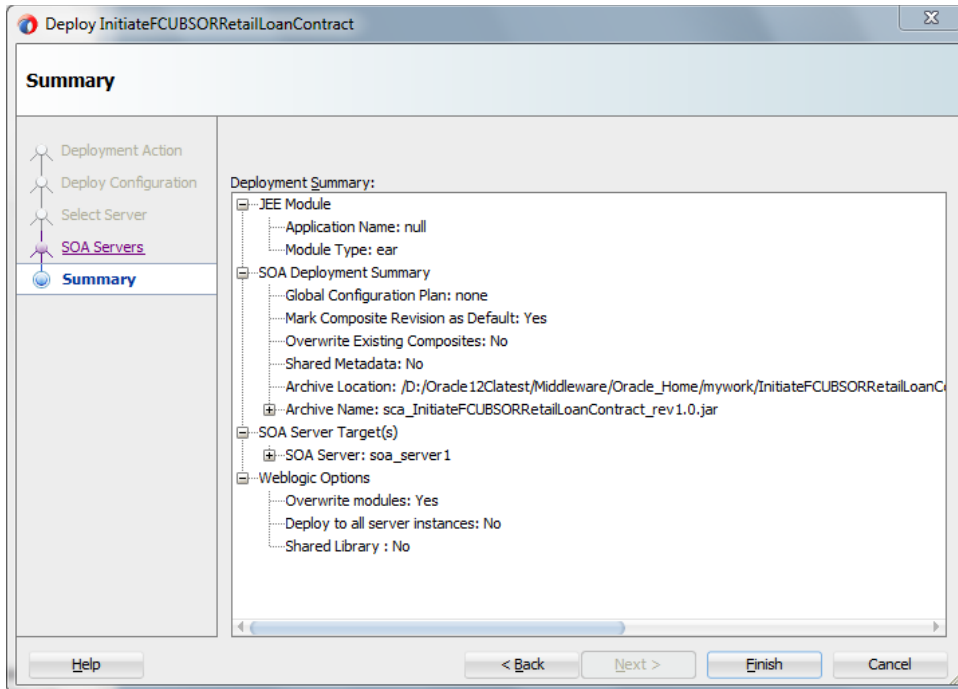 Deploy InitiateFCUBSORRetailLoanContract
Summary
Deployment Action
Deploy Configuration
Select Server
SOA Servers
Summary
Deployment Summary:
JEE Module
Application Name: null
Module Type: ear
SOA Deployment Summary
Global Configuration Plan: none
Mark Composite Revision as Default: Yes
Overwrite Existing Composites: No
Shared Metadata: No
Archive Location: /D:/Oracle12Clatest/Middleware/Oracle_Home/mywork/InitiateFCUBSORRetailLoanCo
Archive Name: sca_InitiateFCUBSORRetailLoanContract_rev1.0.jar
SOA Server Target(s)
SOA Server: soa_server1
Weblogic Options
Overwrite modules: Yes
Deploy to all server instances: No
Shared Library : No
Help
< Back
Next >
Finish
Cancel